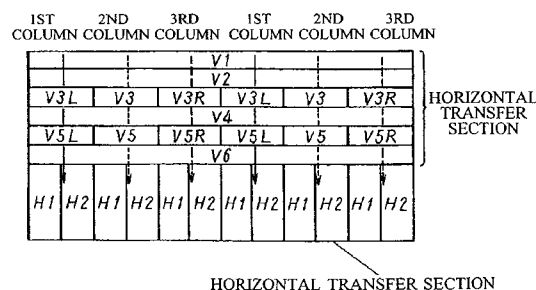 1ST 2ND 3RD 1ST 2ND 3RD
COLUMN COLUMN COLUMN COLUMN COLUMN COLUMN
V1
V2
V3L V3 V3R V3L V3 V3R
V4
V5L V5 V5R V5L V5 V5R
V6
HORIZONTAL
TRANSFER
SECTION
H1 H2 H1 H2 H1 H2 H1 H2 H1 H2 H1 H2
HORIZONTAL TRANSFER SECTION